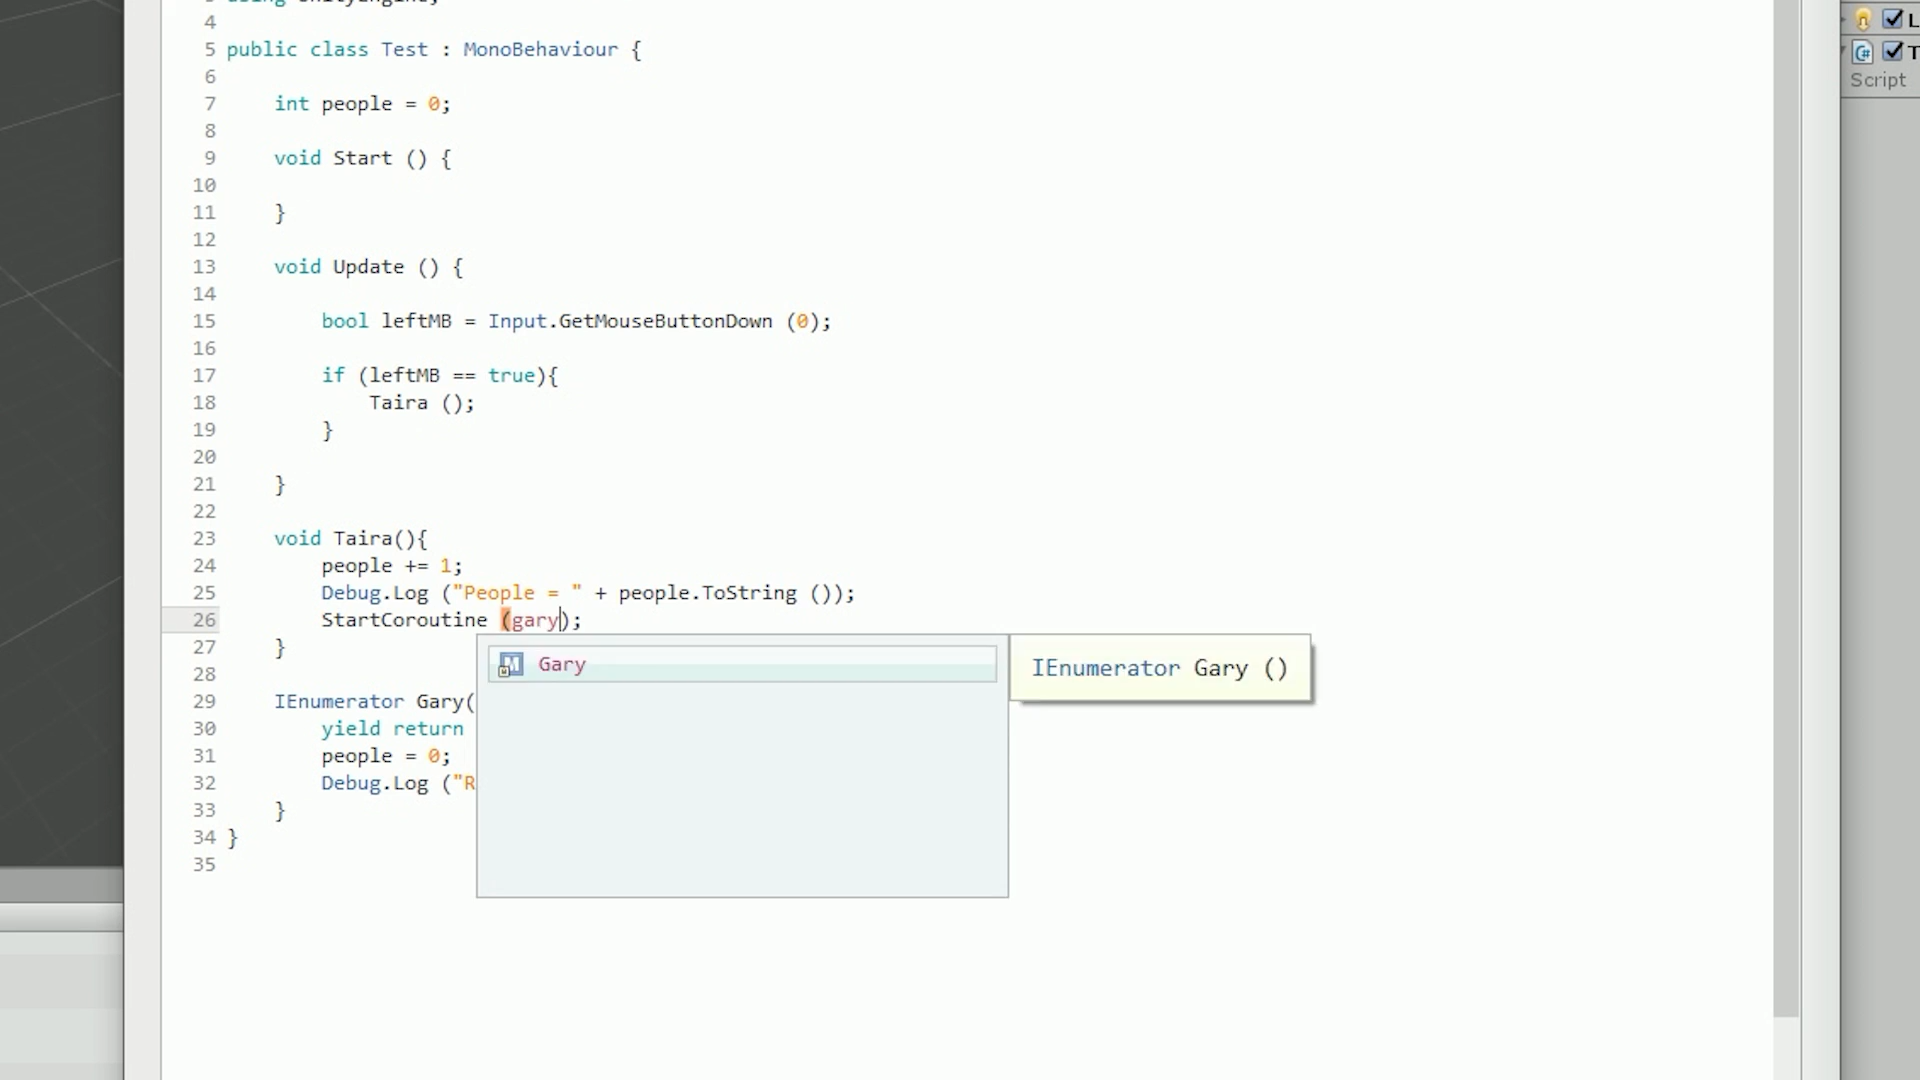 4
5 public class Test : MonoBehaviour {
6
7 int people = 0;
8
9 void Start () {
10
11 }
12
13 void Update () {
14
15 bool leftMB = Input.GetMouseButtonDown (0);
16
17 if (leftMB == true){
18 Taira ();
19 }
20
21 }
22
23 void Taira(){
24 people += 1;
25 Debug.Log ("People = " + people.ToString ());
26 StartCoroutine (gary);
27 }
28
29 IEnumerator Gary(
30 yield return
31 people = 0;
32 Debug.Log ("R
33 }
34 }
35
Gary
IEnumerator Gary ()
L
C#
T
Script